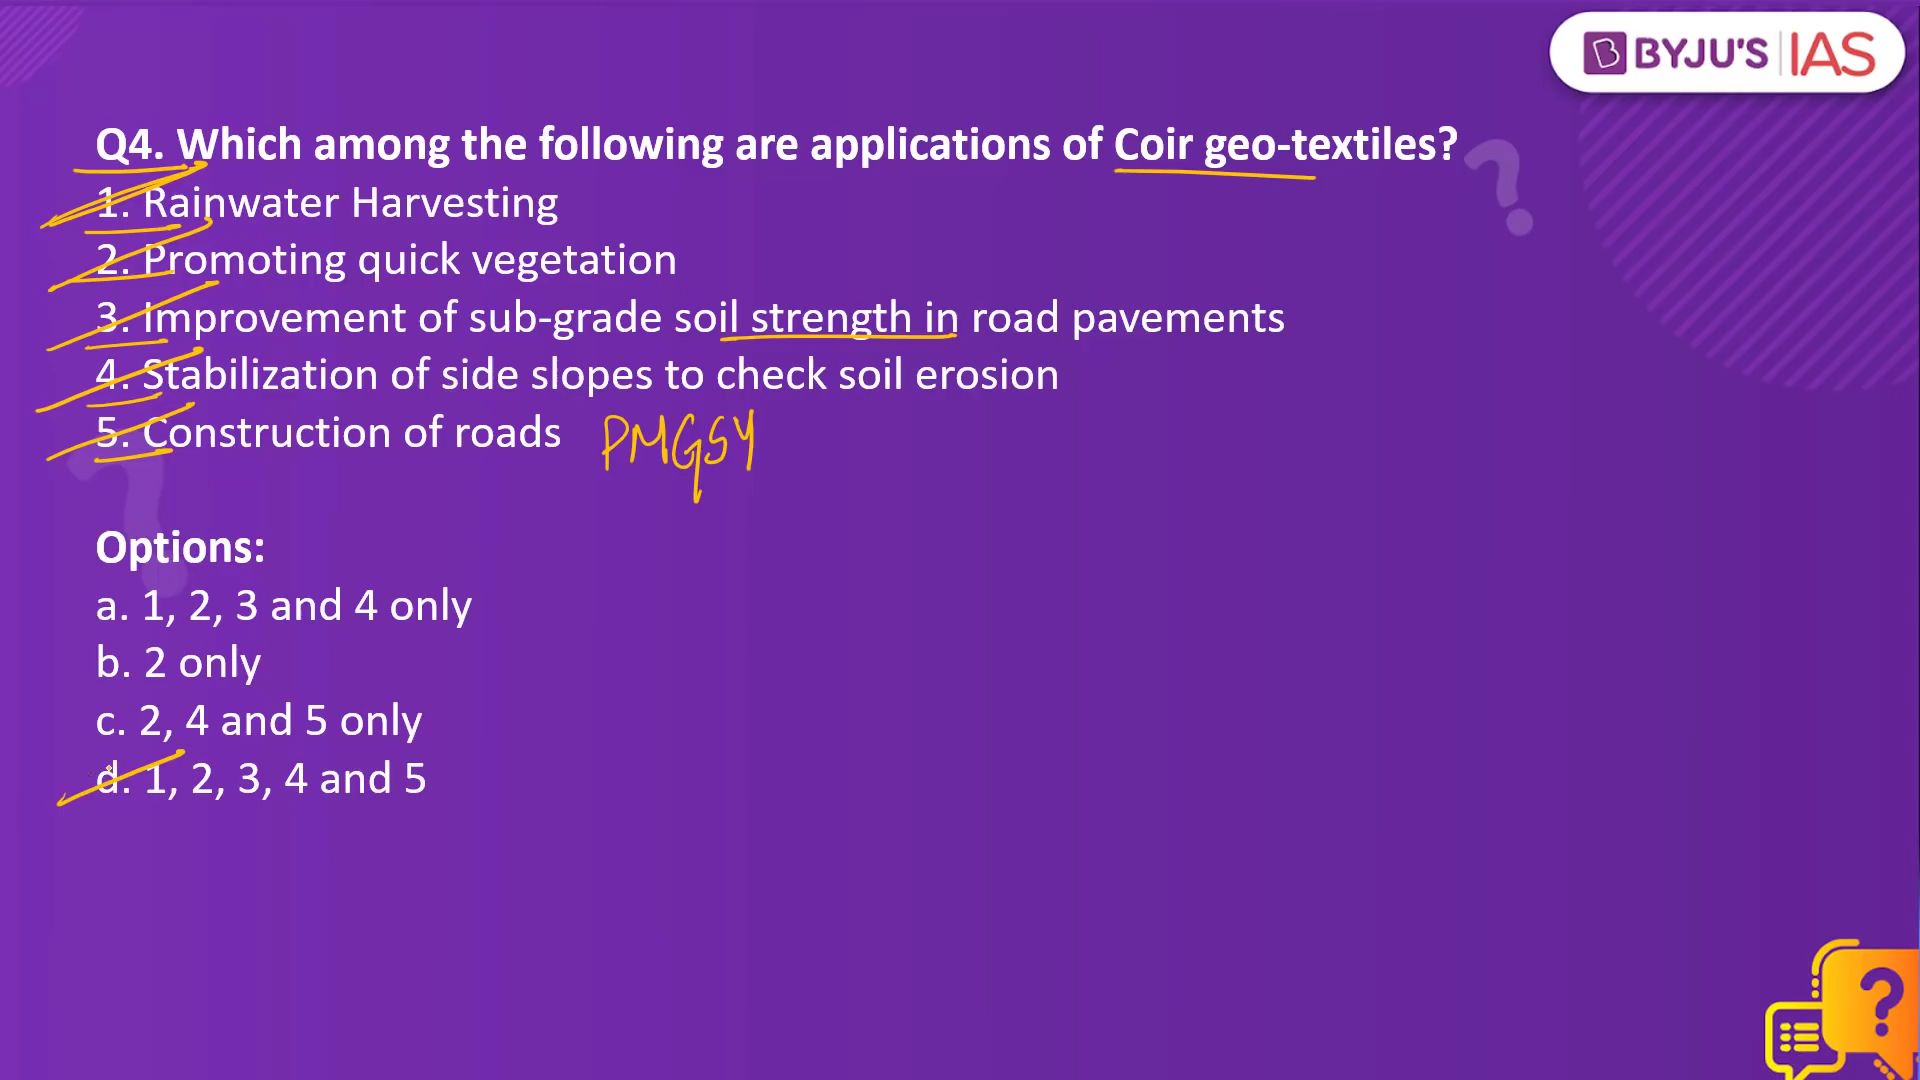 BYJU'S IAS
Q4. Which among the following are applications of Coir geo-textiles?
1. Rainwater Harvesting
2. Promoting quick vegetation
3. Improvement of sub-grade soil strength in road pavements
4. Stabilization of side slopes to check soil erosion
5. Construction of roads PMGSY
Options:
a. 1, 2, 3 and 4 only
b. 2 only
c. 2, 4 and 5 only
d. 1, 2, 3, 4 and 5